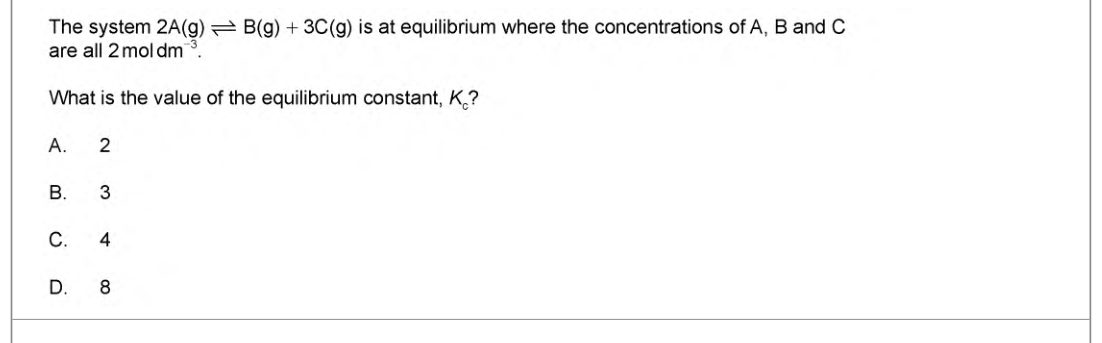 The system 2A(g) ⇌ B(g) + 3C(g) is at equilibrium where the concentrations of A, B and C
are all 2 mol dm⁻³.
What is the value of the equilibrium constant, K꜀?
A. 2
B. 3
C. 4
D. 8